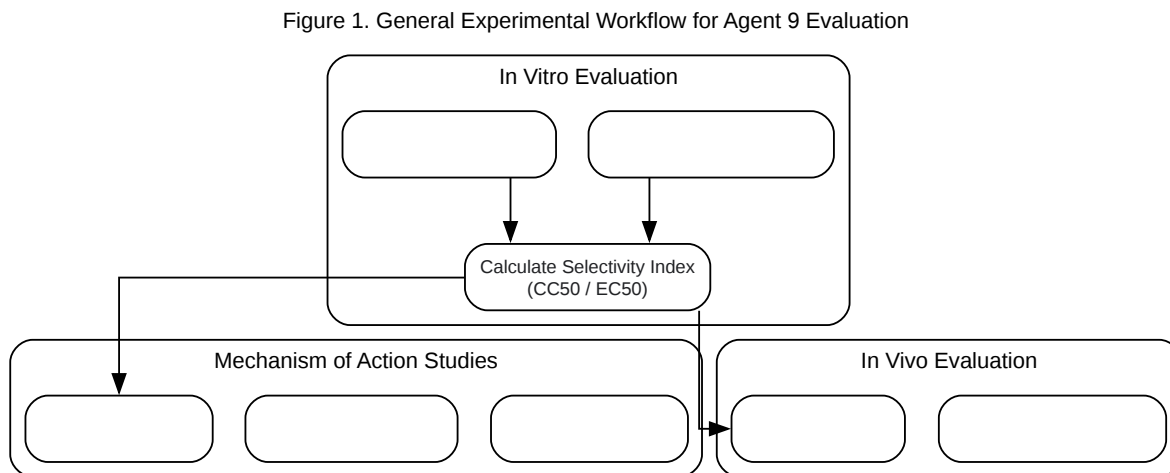 Figure 1. General Experimental Workflow for Agent 9 Evaluation
In Vitro Evaluation
Calculate Selectivity Index
(CC50 / EC50)
Mechanism of Action Studies
In Vivo Evaluation